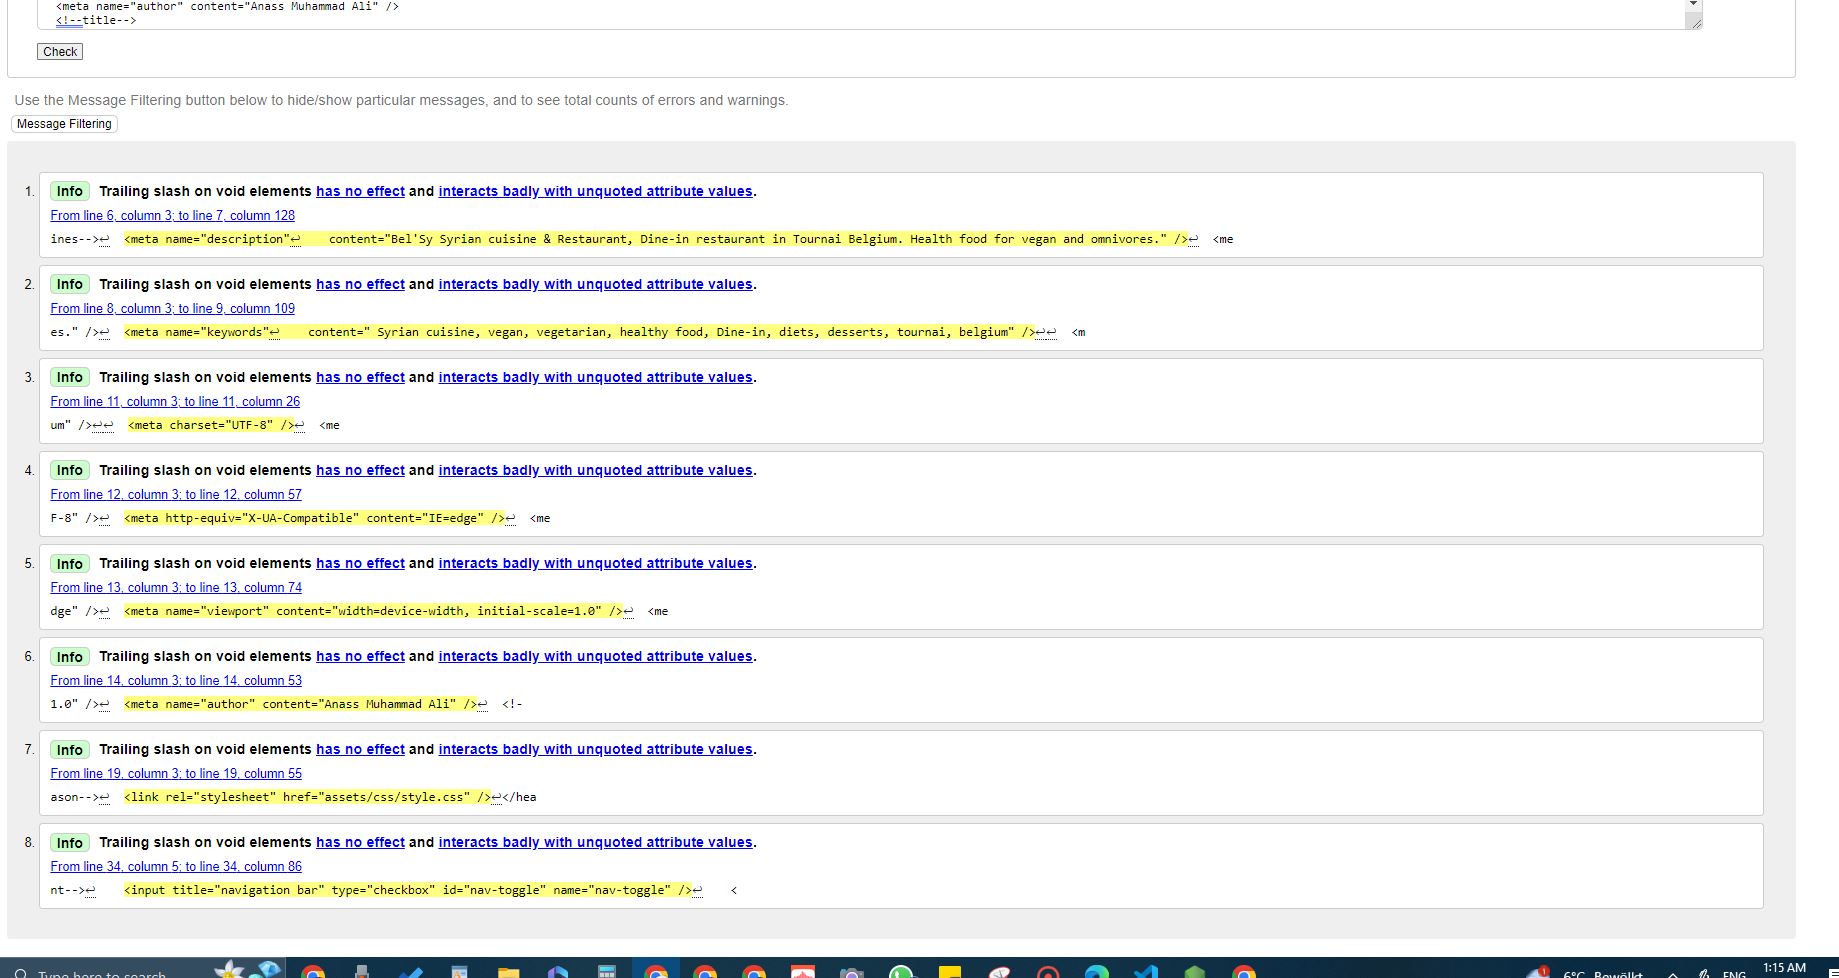 <meta name="author" content="Anass Muhammad Ali" />
<!--title-->
Check
Use the Message Filtering button below to hide/show particular messages, and to see total counts of errors and warnings.
Message Filtering
1. Info Trailing slash on void elements has no effect and interacts badly with unquoted attribute values.
From line 6, column 3; to line 7, column 128
ines-->↩ <meta name="description"↩ content="Bel'Sy Syrian cuisine & Restaurant, Dine-in restaurant in Tournai Belgium. Health food for vegan and omnivores." />↩ <me
2. Info Trailing slash on void elements has no effect and interacts badly with unquoted attribute values.
From line 8, column 3; to line 9, column 109
es." />↩ <meta name="keywords"↩ content=" Syrian cuisine, vegan, vegetarian, healthy food, Dine-in, diets, desserts, tournai, belgium" />↩↩ <m
3. Info Trailing slash on void elements has no effect and interacts badly with unquoted attribute values.
From line 11, column 3; to line 11, column 26
um" />↩↩ <meta charset="UTF-8" />↩ <me
4. Info Trailing slash on void elements has no effect and interacts badly with unquoted attribute values.
From line 12, column 3; to line 12, column 57
F-8" />↩ <meta http-equiv="X-UA-Compatible" content="IE=edge" />↩ <me
5. Info Trailing slash on void elements has no effect and interacts badly with unquoted attribute values.
From line 13, column 3; to line 13, column 74
dge" />↩ <meta name="viewport" content="width=device-width, initial-scale=1.0" />↩ <me
6. Info Trailing slash on void elements has no effect and interacts badly with unquoted attribute values.
From line 14, column 3; to line 14, column 53
1.0" />↩ <meta name="author" content="Anass Muhammad Ali" />↩ <!-
7. Info Trailing slash on void elements has no effect and interacts badly with unquoted attribute values.
From line 19, column 3; to line 19, column 55
ason-->↩ <link rel="stylesheet" href="assets/css/style.css" />↩</hea
8. Info Trailing slash on void elements has no effect and interacts badly with unquoted attribute values.
From line 34, column 5; to line 34, column 86
nt-->↩ <input title="navigation bar" type="checkbox" id="nav-toggle" name="nav-toggle" />↩ <
Type here to search
1
6°C Bewölkt
ENG
1:15 AM